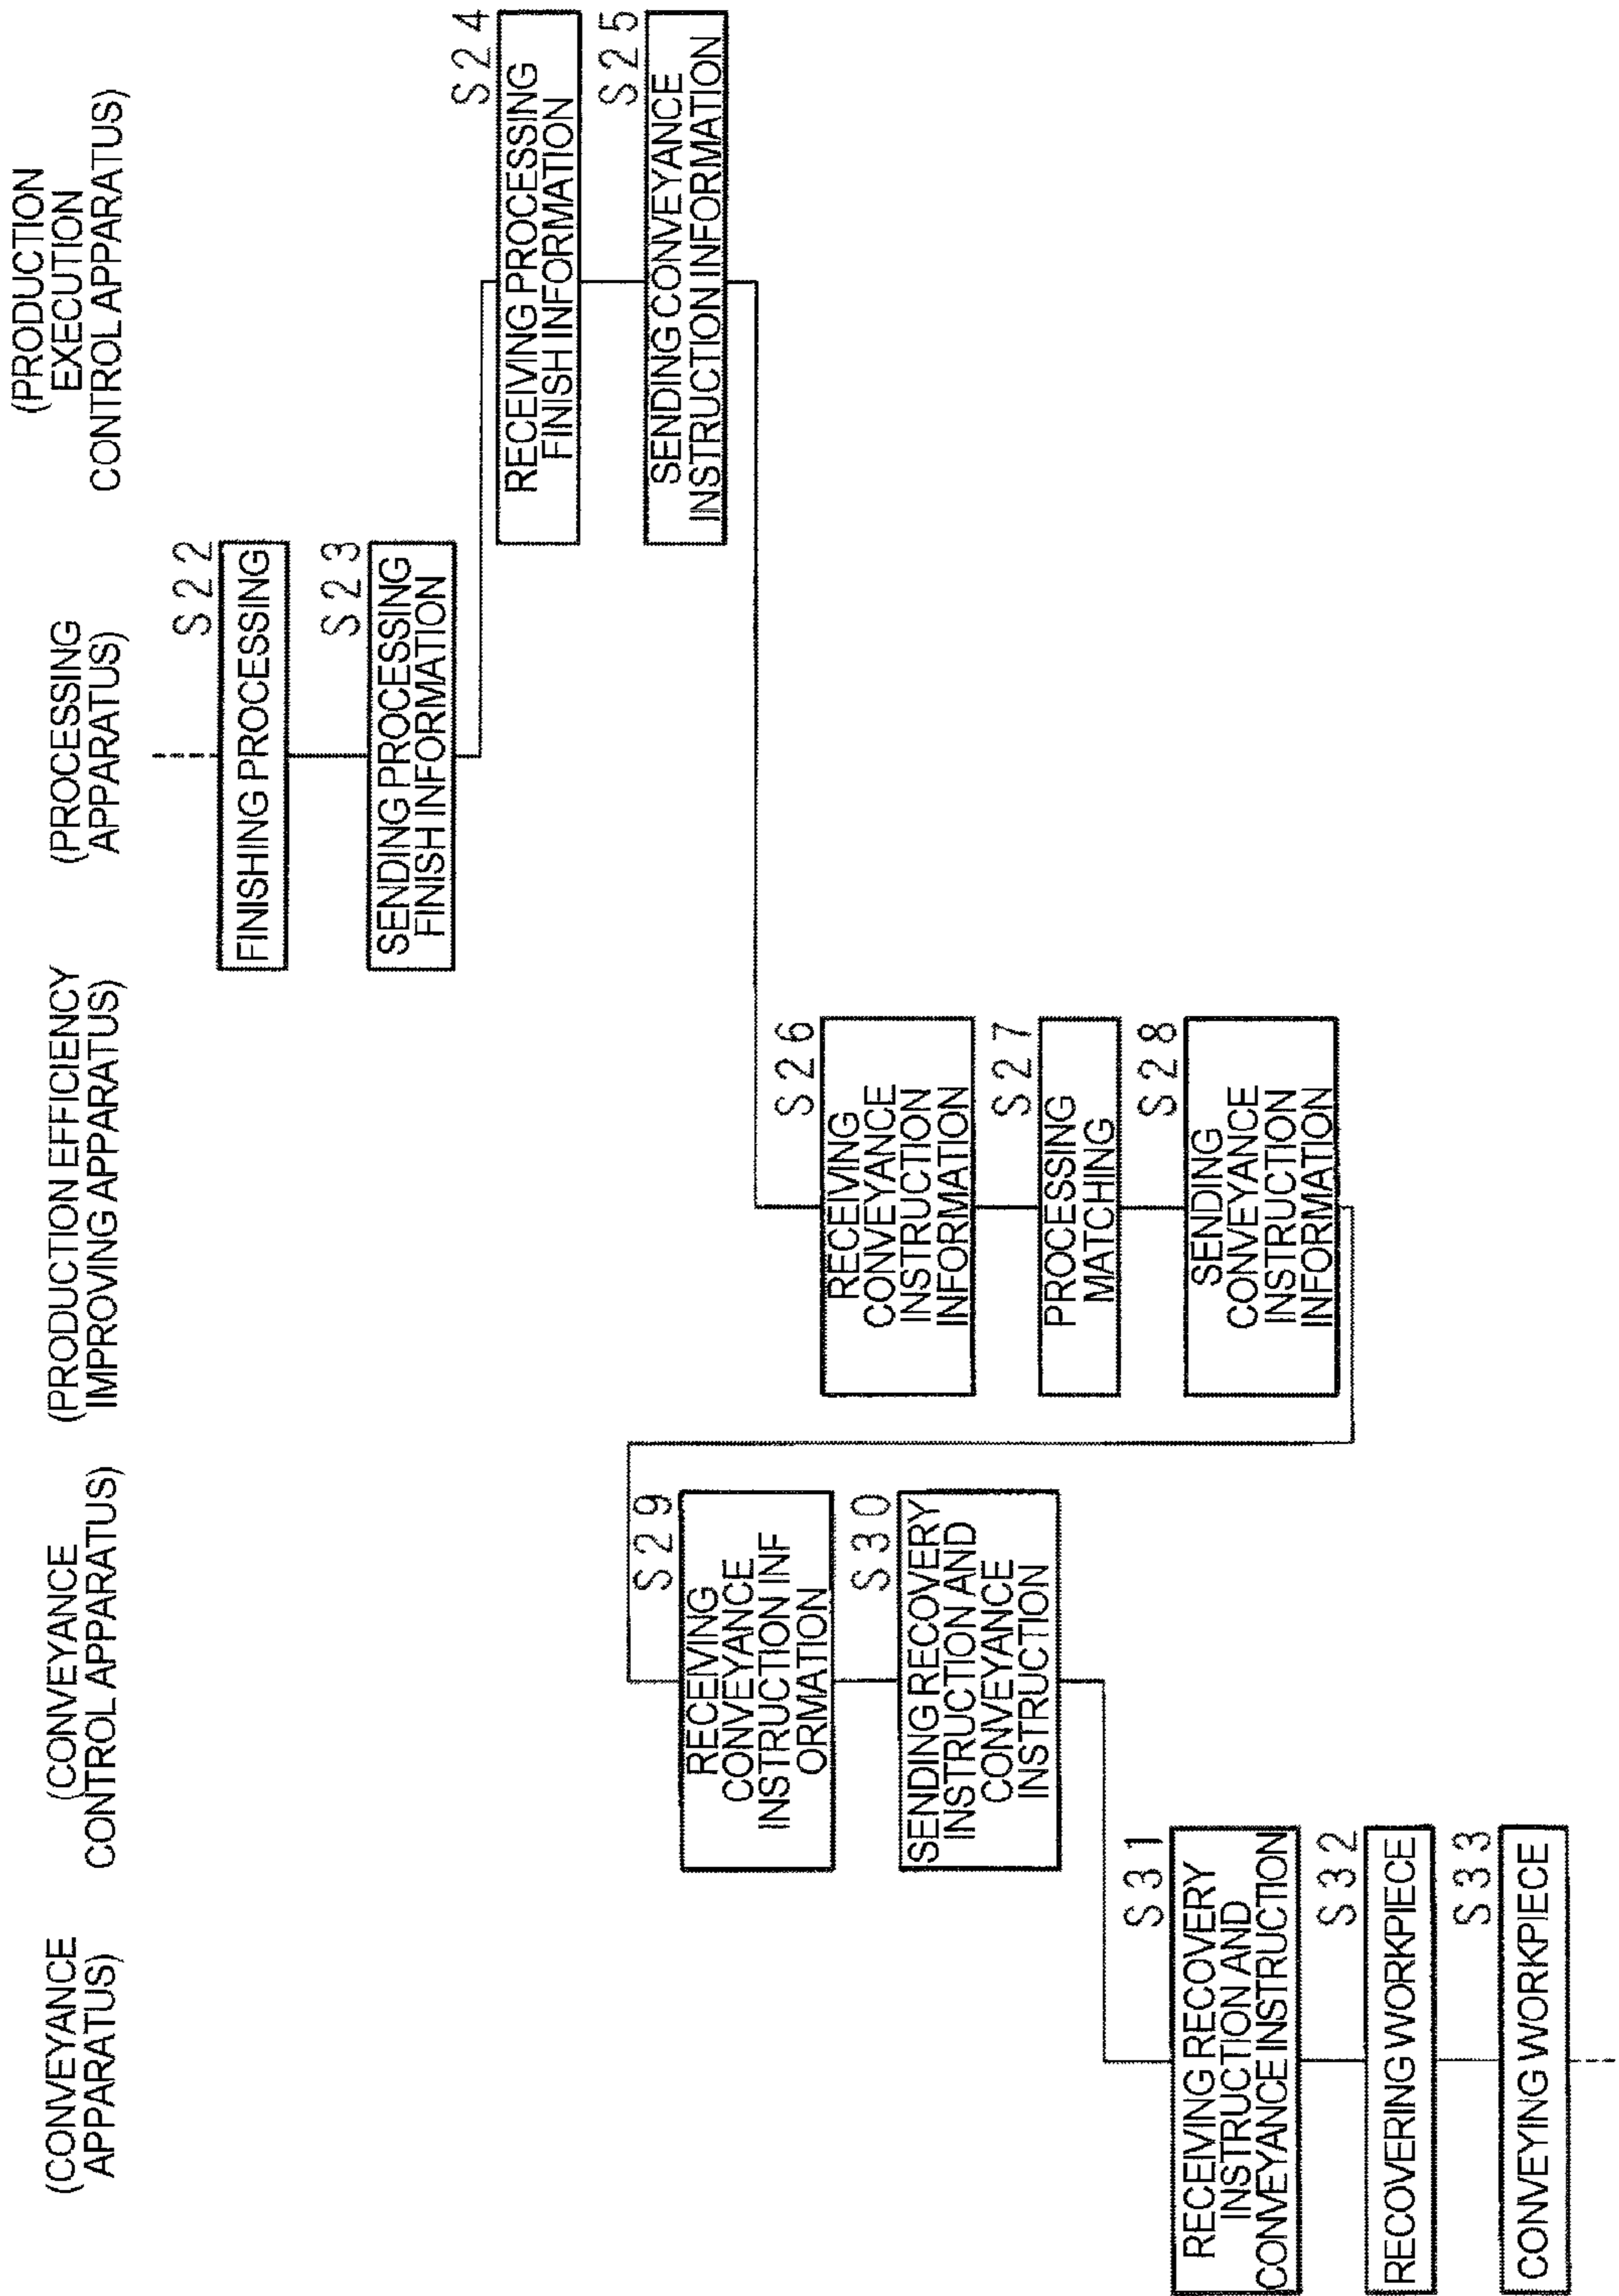 (CONVEYANCE
APPARATUS)
(CONVEYANCE
CONTROL APPARATUS)
(PRODUCTION EFFICIENCY
IMPROVING APPARATUS)
(PROCESSING
APPARATUS)
(PRODUCTION
EXECUTION
CONTROL APPARATUS)
S22
FINISHING PROCESSING
S23
SENDING PROCESSING
FINISH INFORMATION
S24
RECEIVING PROCESSING
FINISH INFORMATION
S25
SENDING CONVEYANCE
INSTRUCTION INFORMATION
S26
RECEIVING
CONVEYANCE
INSTRUCTION
INFORMATION
S27
PROCESSING
MATCHING
S28
SENDING
CONVEYANCE
INSTRUCTION
INFORMATION
S29
RECEIVING
CONVEYANCE
INSTRUCTION INF
ORMATION
S30
SENDING RECOVERY
INSTRUCTION AND
CONVEYANCE
INSTRUCTION
S31
RECEIVING RECOVERY
INSTRUCTION AND
CONVEYANCE INSTRUCTION
S32
RECOVERING WORKPIECE
S33
CONVEYING WORKPIECE